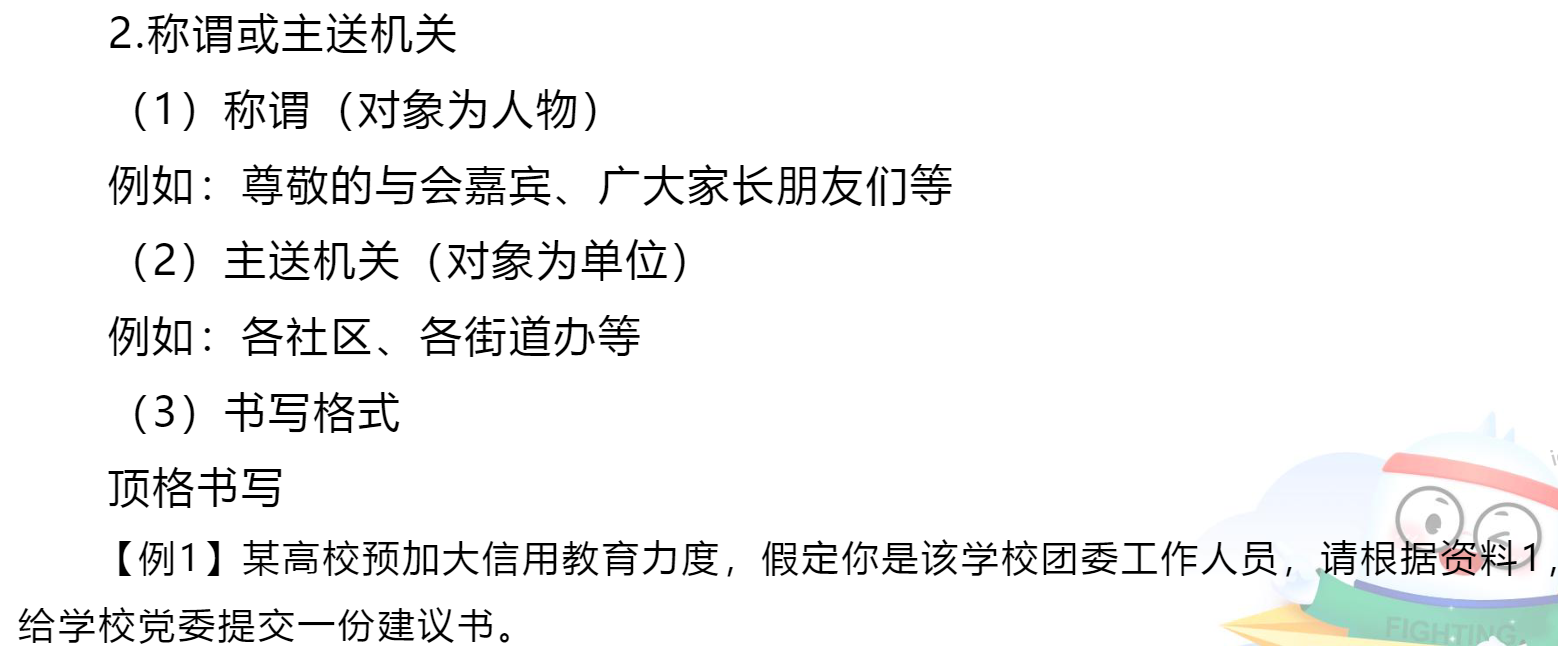 2.称谓或主送机关
（1）称谓（对象为人物）
例如：尊敬的与会嘉宾、广大家长朋友们等
（2）主送机关（对象为单位）
例如：各社区、各街道办等
（3）书写格式
顶格书写
【例1】某高校预加大信用教育力度，假定你是该学校团委工作人员，请根据资料1，
给学校党委提交一份建议书。
FIGHTING